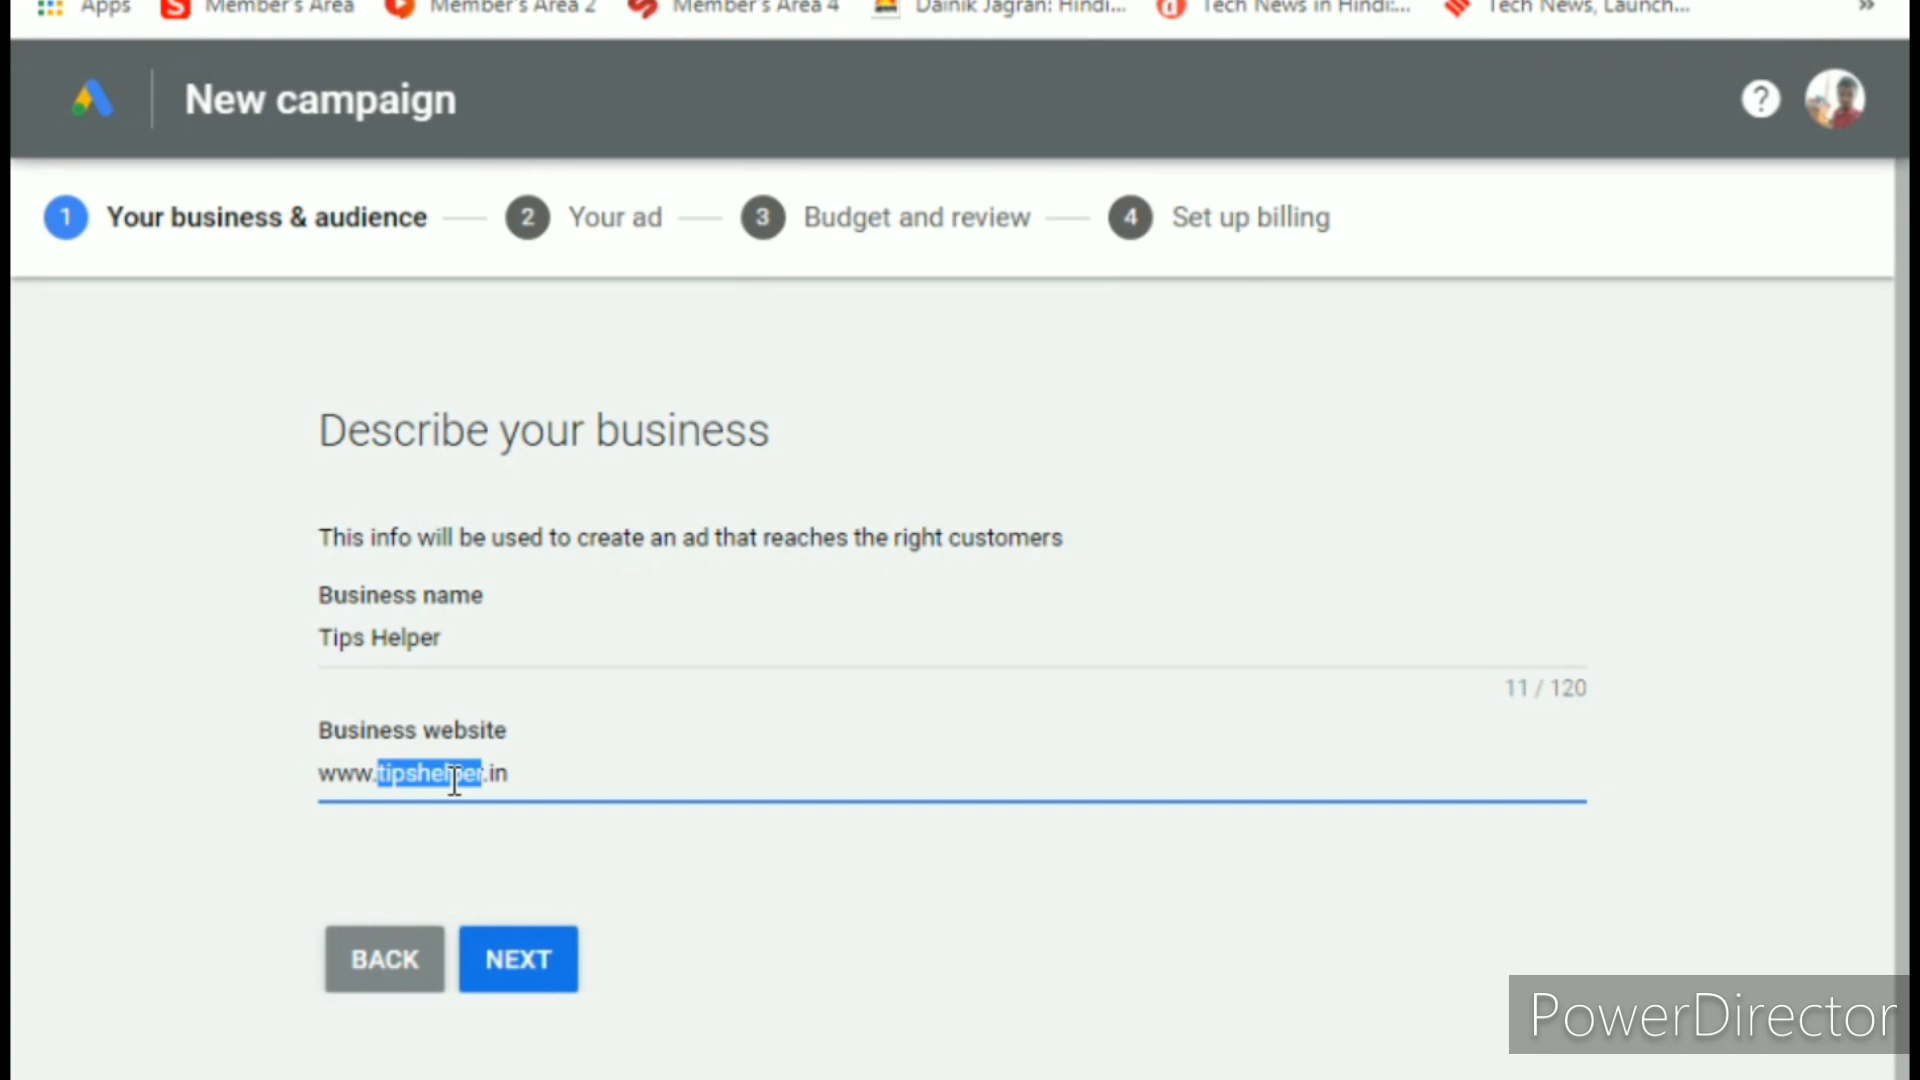 Apps Member's Area Member's Area 2 Member's Area 4 Dainik Jagran: Hindi... Tech News in Hindi:... Tech News, Launch... »
New campaign ?
1 Your business & audience 2 Your ad 3 Budget and review 4 Set up billing
Describe your business
This info will be used to create an ad that reaches the right customers
Business name
Tips Helper
11 / 120
Business website
www.tipshelper.in
BACK NEXT
PowerDirector